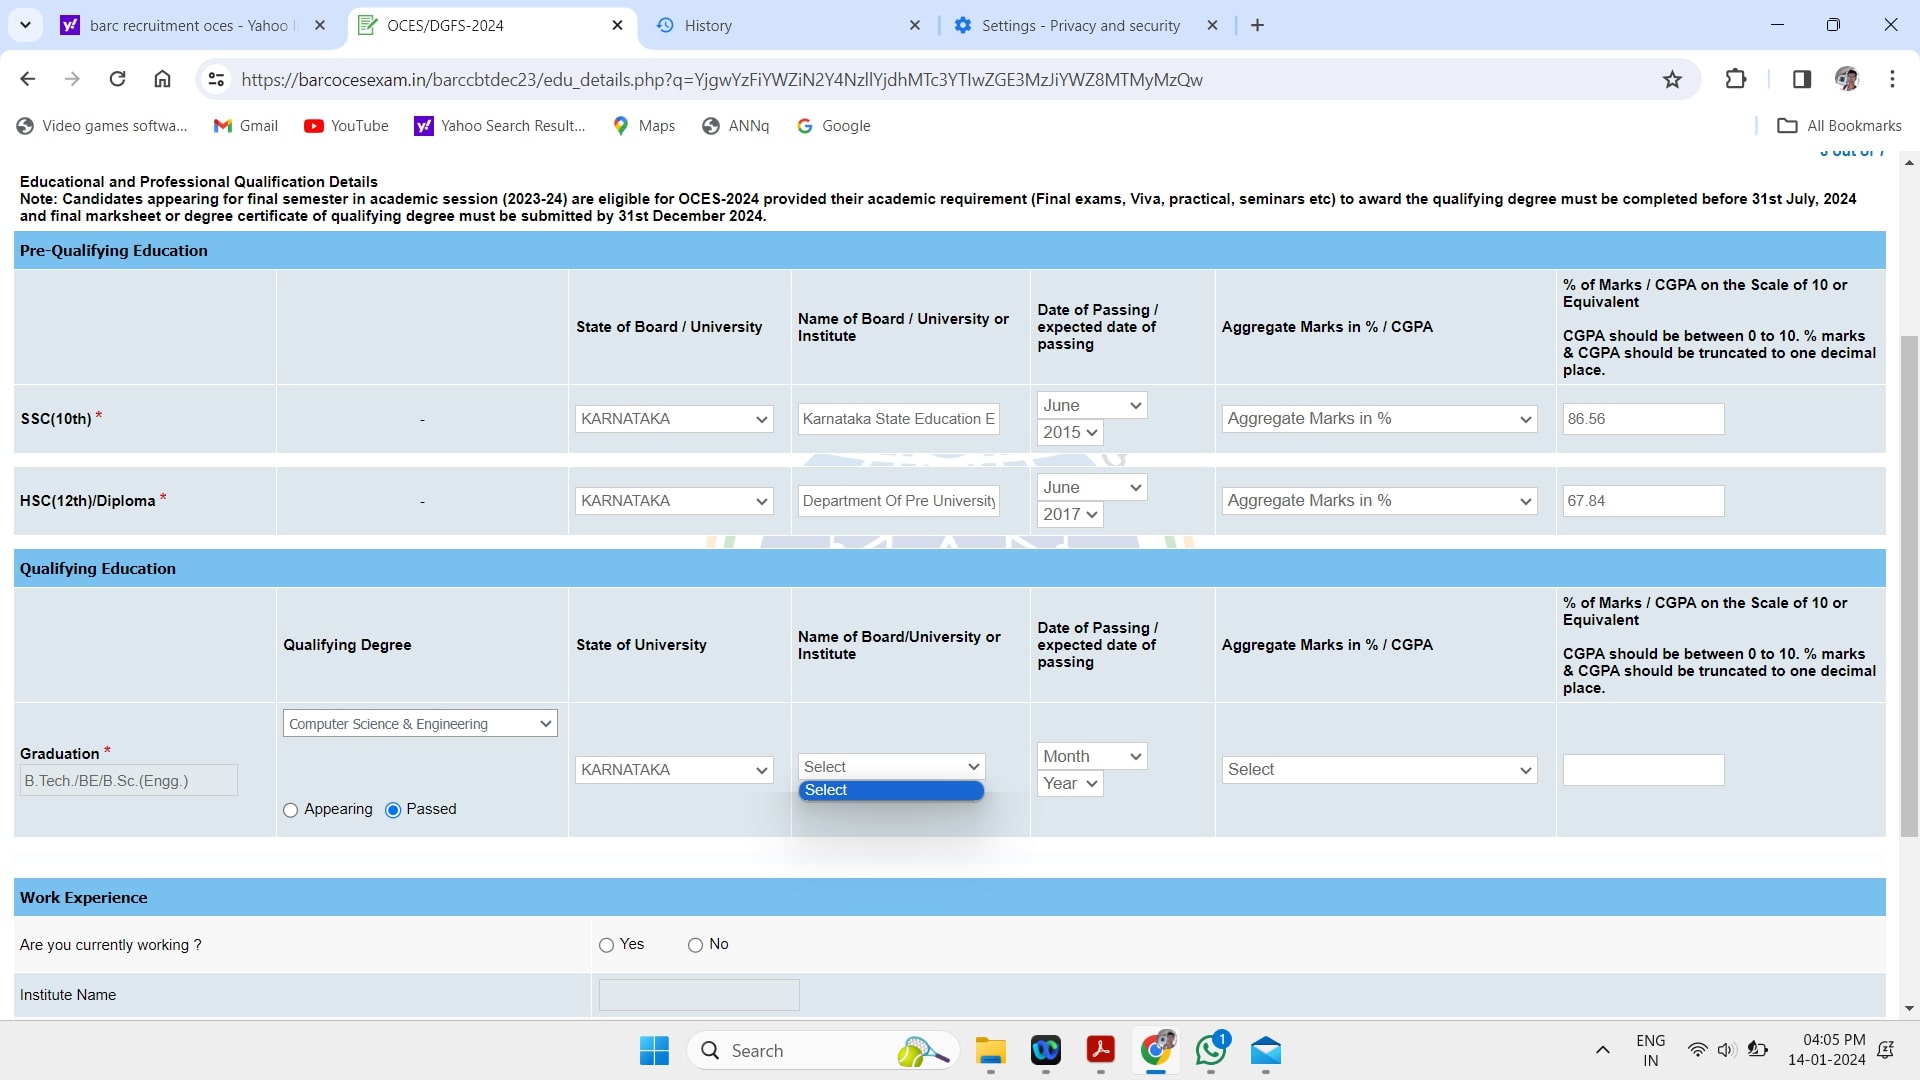 barc recruitment oces - Yahoo I
OCES/DGFS-2024
History
Settings - Privacy and security
https://barcocesexam.in/barccbtdec23/edu_details.php?q=YjgwYzFiYWZiN2Y4NzllYjdhMTc3YTIwZGE3MzJiYWZ8MTMyMzQw
Video games softwa...
Gmail
YouTube
Yahoo Search Result...
Maps
ANNq
Google
All Bookmarks
Educational and Professional Qualification Details
Note: Candidates appearing for final semester in academic session (2023-24) are eligible for OCES-2024 provided their academic requirement (Final exams, Viva, practical, seminars etc) to award the qualifying degree must be completed before 31st July, 2024
and final marksheet or degree certificate of qualifying degree must be submitted by 31st December 2024.
Pre-Qualifying Education
State of Board / University
Name of Board / University or
Institute
Date of Passing /
expected date of
passing
Aggregate Marks in % / CGPA
% of Marks / CGPA on the Scale of 10 or
Equivalent
CGPA should be between 0 to 10. % marks
& CGPA should be truncated to one decimal
place.
SSC(10th) *
-
KARNATAKA
Karnataka State Education E
June
2015
Aggregate Marks in %
86.56
HSC(12th)/Diploma *
-
KARNATAKA
Department Of Pre University
June
2017
Aggregate Marks in %
67.84
Qualifying Education
Qualifying Degree
State of University
Name of Board/University or
Institute
Date of Passing /
expected date of
passing
Aggregate Marks in % / CGPA
% of Marks / CGPA on the Scale of 10 or
Equivalent
CGPA should be between 0 to 10. % marks
& CGPA should be truncated to one decimal
place.
Graduation *
B.Tech./BE/B.Sc.(Engg.)
Computer Science & Engineering
Appearing Passed
KARNATAKA
Select
Select
Month
Year
Select
Work Experience
Are you currently working ?
Yes No
Institute Name
Search
1
ENG
IN
04:05 PM
14-01-2024